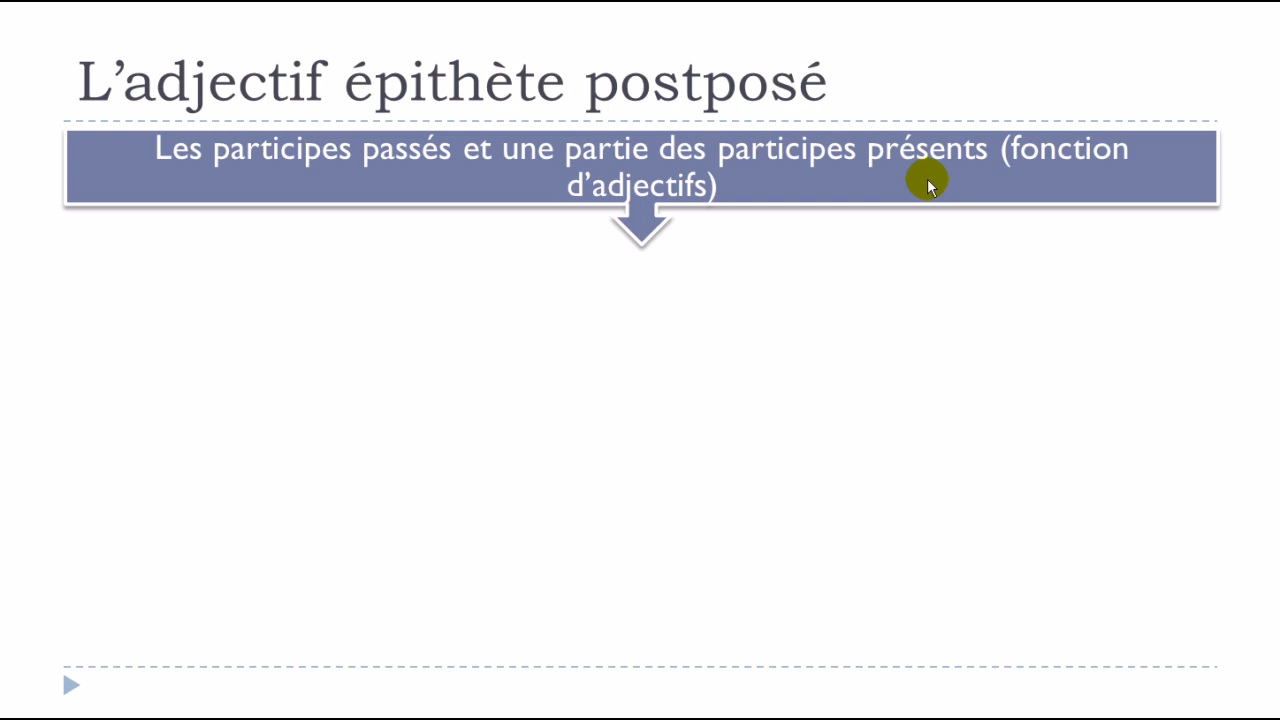 L’adjectif épithète postposé
Les participes passés et une partie des participes présents (fonction
d’adjectifs)